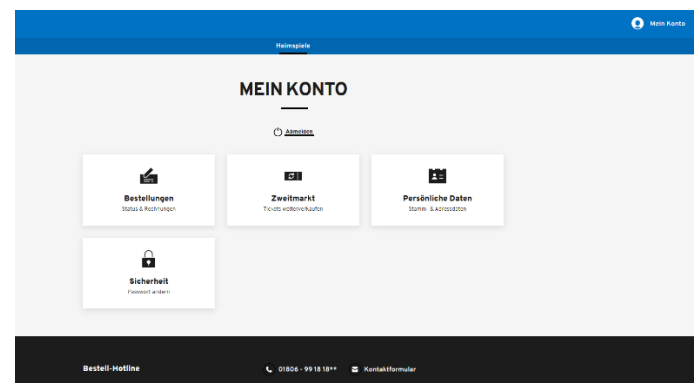 Mein Konto
Heimspiele
MEIN KONTO
Abmelden
Bestellungen
Status & Rechnungen
Zweitmarkt
Tickets weiterverkaufen
Persönliche Daten
Stamm- & Adressdaten
Sicherheit
Passwort ändern
Bestell-Hotline
01806 - 99 18 18**
Kontaktformular